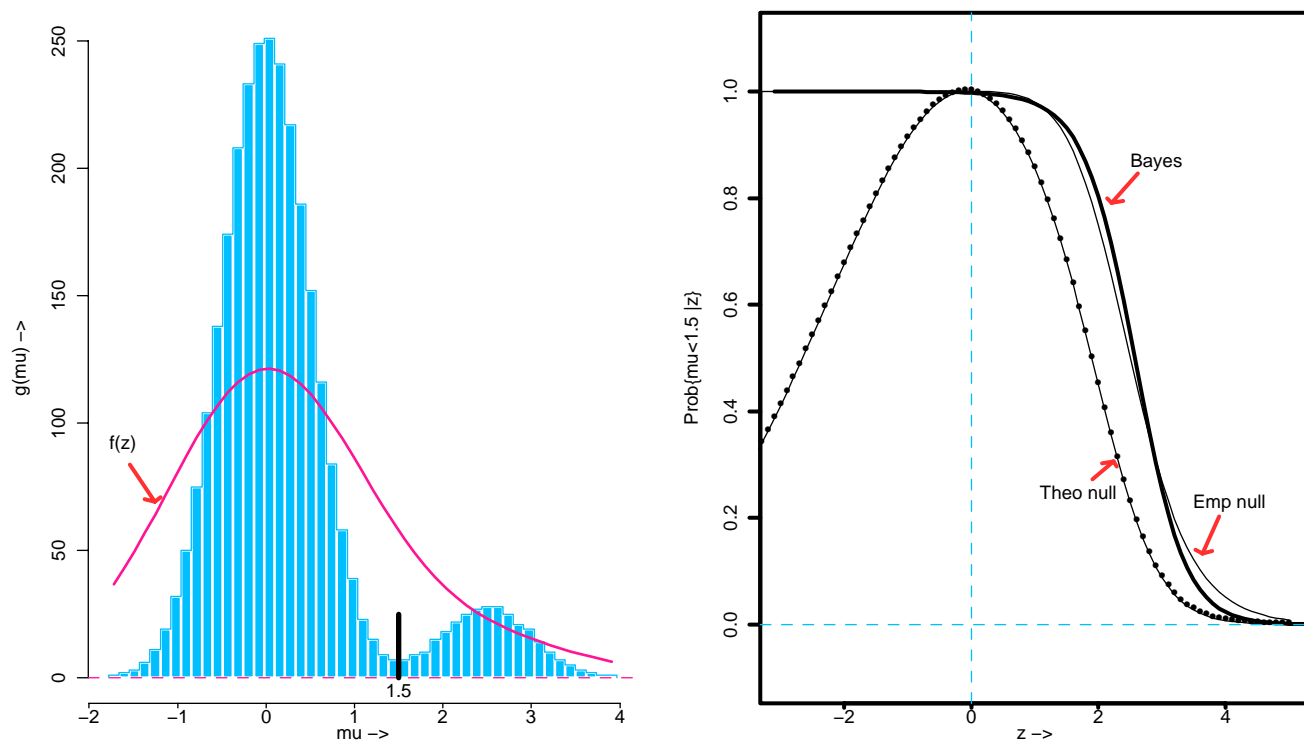 250
200
150
100
50
0
g(mu) −>
f(z)
1.5
−2 −1 0 1 2 3 4
mu −>
1.0
0.8
0.6
0.4
0.2
0.0
Prob{mu<1.5 |z}
Bayes
Theo null
Emp null
−2 0 2 4
z −>